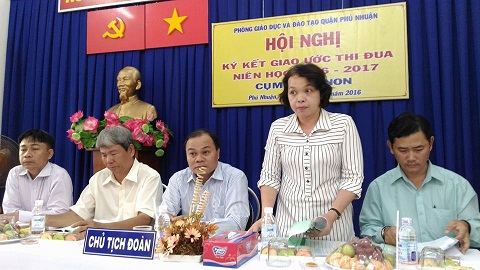 PHÒNG GIÁO DỤC VÀ ĐÀO TẠO QUẬN PHÚ NHUẬN
HỘI NGHỊ
KÝ KẾT GIAO ƯỚC THI ĐUA
NIÊN HỌC 2017
CỤM NON
Phú Nhuận, 2016
CHỦ TỊCH ĐOÀN